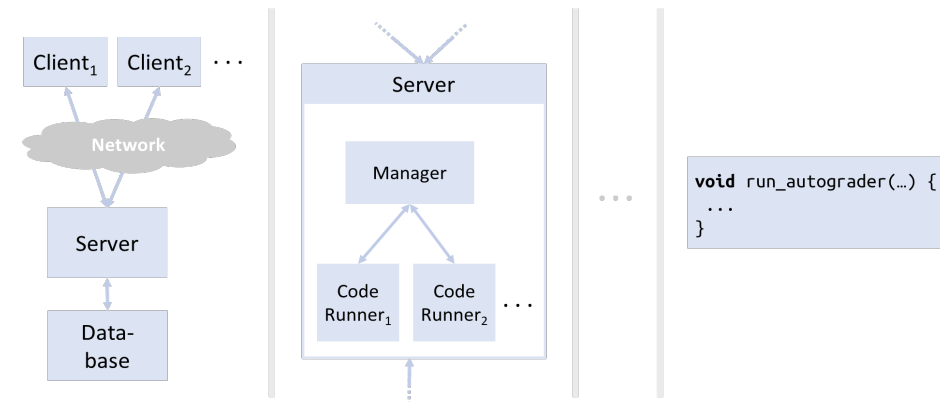 Client₁
Client₂
...
Network
Server
Data-
base
Server
Manager
Code
Runner₁
Code
Runner₂
...
...
void run_autograder(…) {
...
}